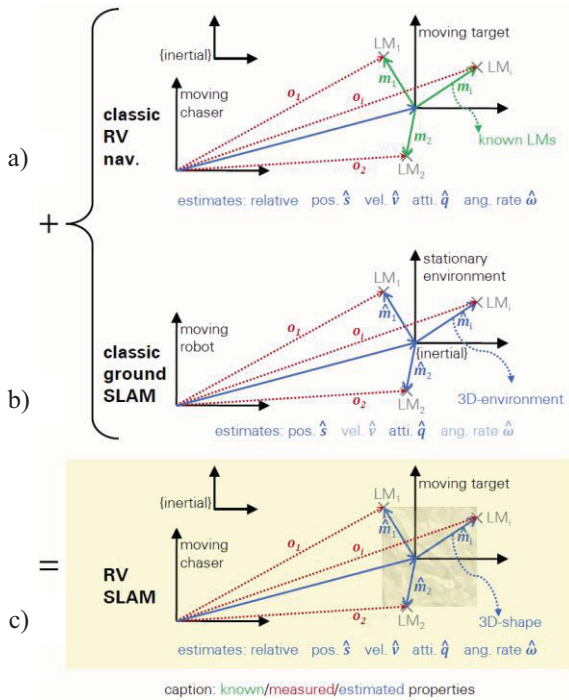 LM₁
moving target
{inertial}
LMᵢ
m₁
mᵢ
moving
chaser
o₁
oᵢ
classic
RV
nav.
a)
m₂
known LMs
o₂
LM₂
estimates: relative pos. ŝ vel. v̂ atti. q̂ ang. rate ω̂
+
stationary
environment
LM₁
LMᵢ
m̂₁
m̂ᵢ
moving
robot
o₁
oᵢ
{inertial}
classic
ground
SLAM
b)
m̂₂
3D-environment
o₂
LM₂
estimates: pos. ŝ vel. v̂ atti. q̂ ang. rate ω̂
LM₁
moving target
{inertial}
LMᵢ
m̂₁
m̂ᵢ
moving
chaser
o₁
oᵢ
=
RV
SLAM
c)
m̂₂
3D-shape
o₂
LM₂
estimates: relative pos. ŝ vel. v̂ atti. q̂ ang. rate ω̂
caption: known/measured/estimated properties